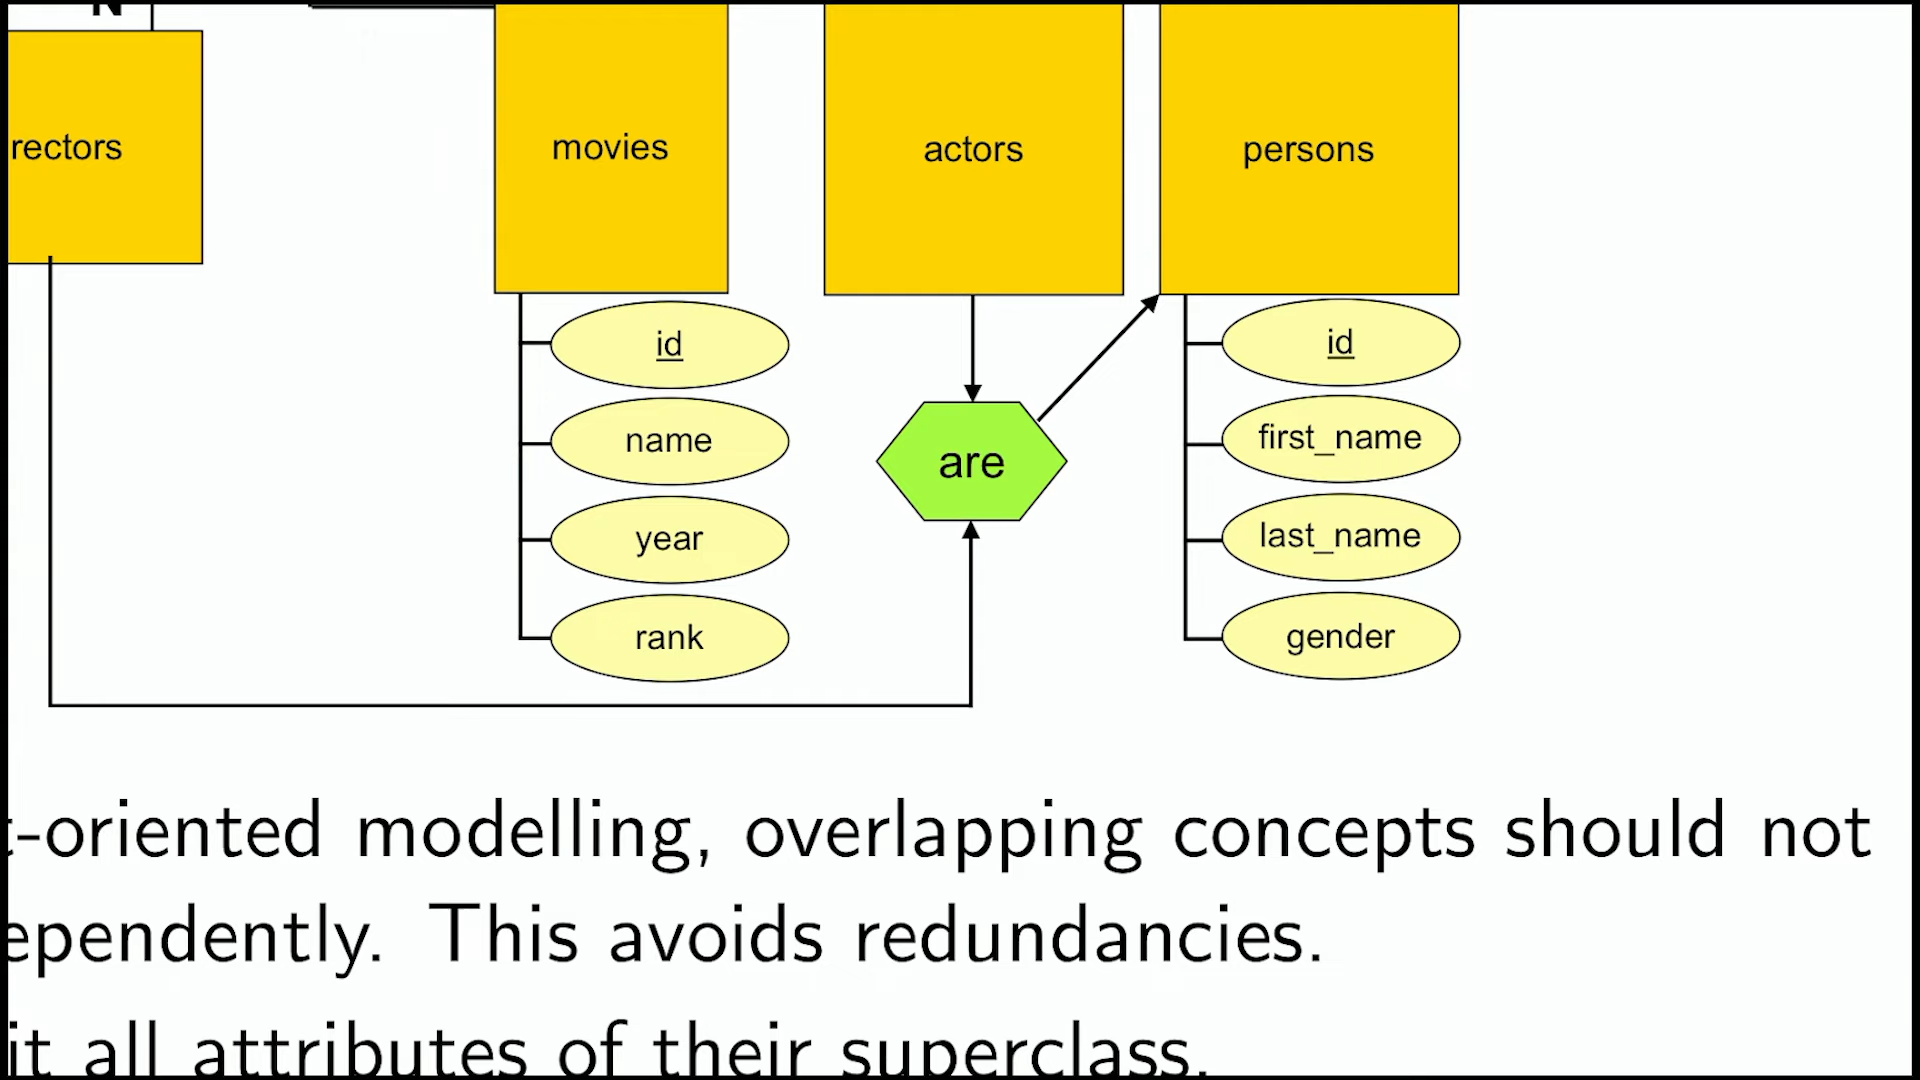 N
rectors
movies
actors
persons
id
name
year
rank
are
id
first_name
last_name
gender
-oriented modelling, overlapping concepts should not
ependently. This avoids redundancies.
it all attributes of their superclass.